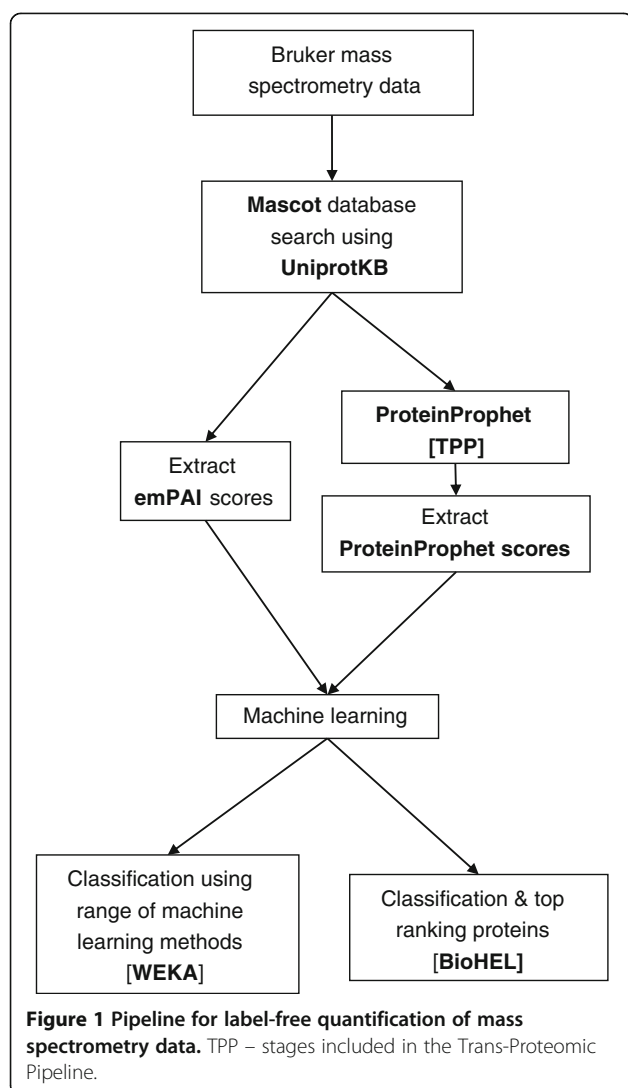 Bruker mass
spectrometry data
Mascot database
search using
UniprotKB
ProteinProphet
[TPP]
Extract
emPAI scores
Extract
ProteinProphet scores
Machine learning
Classification using
range of machine
learning methods
[WEKA]
Classification & top
ranking proteins
[BioHEL]
Figure 1 Pipeline for label-free quantification of mass
spectrometry data. TPP – stages included in the Trans-Proteomic
Pipeline.